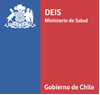 DEIS
Ministerio de Salud
Gobierno de Chile